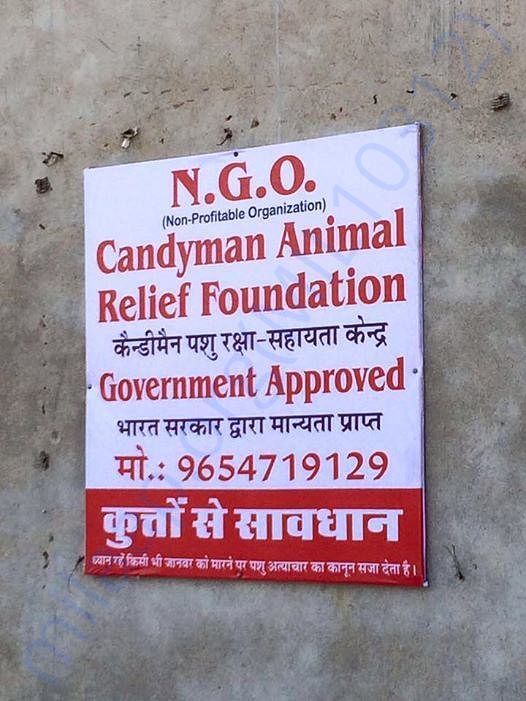 N.G.O.
(Non-Profitable Organization)
Candyman Animal
Relief Foundation
कैन्डीमैन पशु रक्षा-सहायता केन्द्र
Government Approved
भारत सरकार द्वारा मान्यता प्राप्त
मो.: 9654719129
कुत्तों से सावधान
ध्यान रहें किसी भी जानवर को मारने पर पशु अत्याचार का कानून सजा देता है।